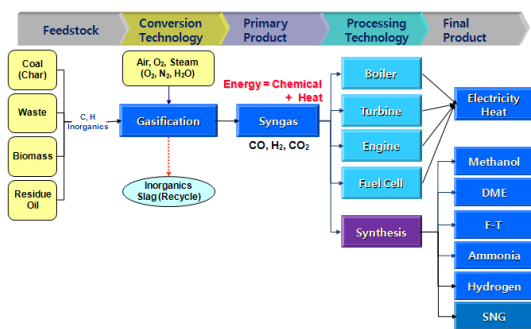 Feedstock
Conversion
Technology
Primary
Product
Processing
Technology
Final
Product
Coal
(Char)
Waste
Biomass
Residue
Oil
C, H
Inorganics
Air, O₂, Steam
(O₂, N₂, H₂O)
Gasification
Inorganics
Slag (Recycle)
Energy = Chemical
+ Heat
Syngas
CO, H₂, CO₂
Boiler
Turbine
Engine
Fuel Cell
Synthesis
Electricity
Heat
Methanol
DME
F-T
Ammonia
Hydrogen
SNG